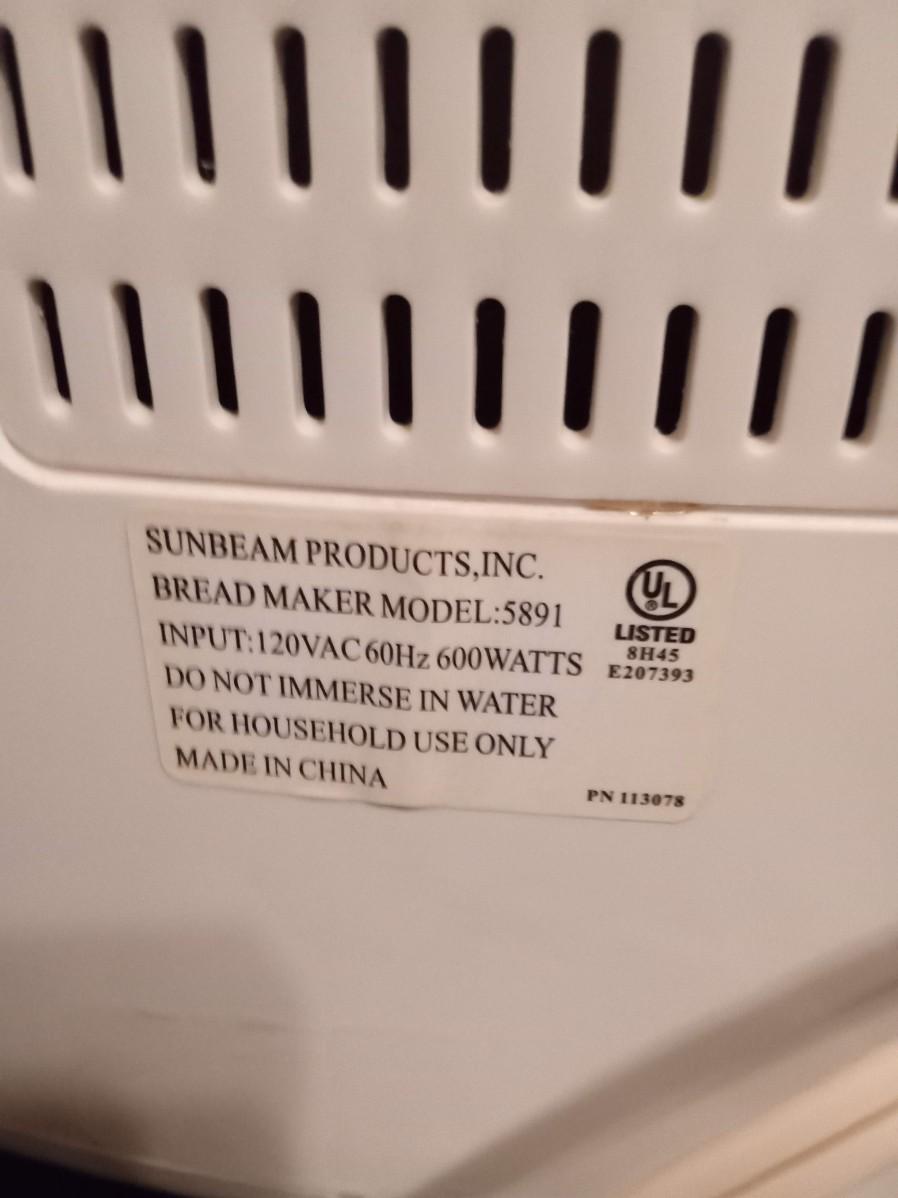 SUNBEAM PRODUCTS,INC.
BREAD MAKER MODEL:5891
INPUT:120VAC 60Hz 600WATTS
DO NOT IMMERSE IN WATER
FOR HOUSEHOLD USE ONLY
MADE IN CHINA
UL
®
LISTED
8H45
E207393
PN 113078